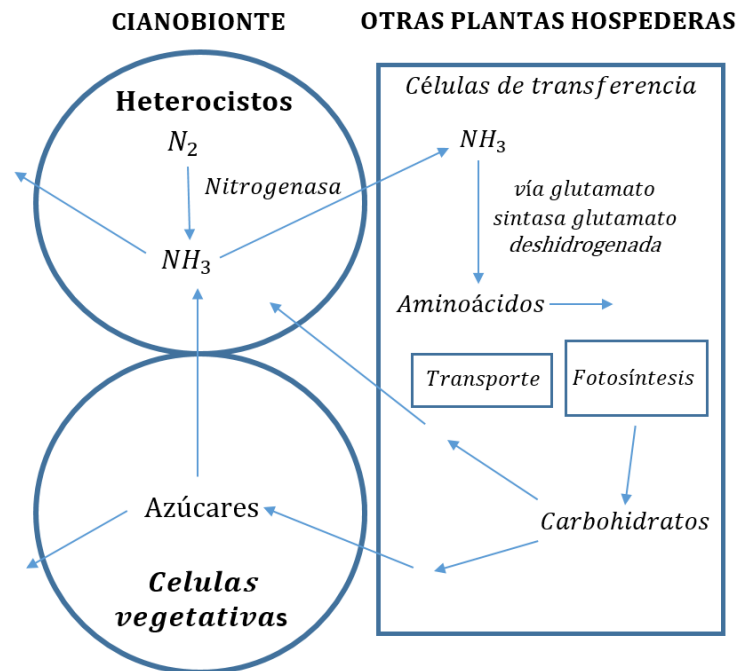 CIANOBIONTE
OTRAS PLANTAS HOSPEDERAS
Heterocistos
N₂
Nitrogenasa
NH₃
Azúcares
Celulas
vegetativas
Células de transferencia
NH₃
vía glutamato
sintasa glutamato
deshidrogenada
Aminoácidos
Transporte
Fotosíntesis
Carbohidratos